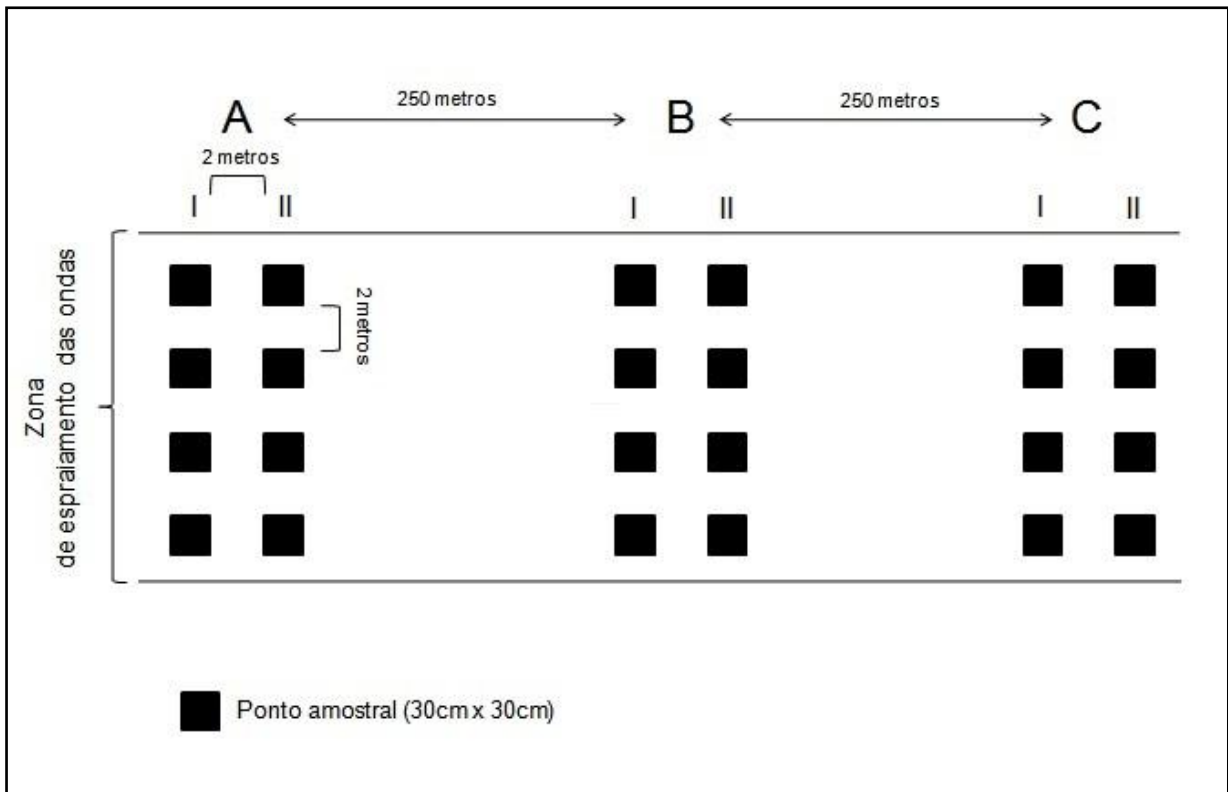 250 metros
250 metros
A
B
C
2 metros
I
II
I
II
I
II
2 metros
Zona
de espraiamento das ondas
Ponto amostral (30cm x 30cm)